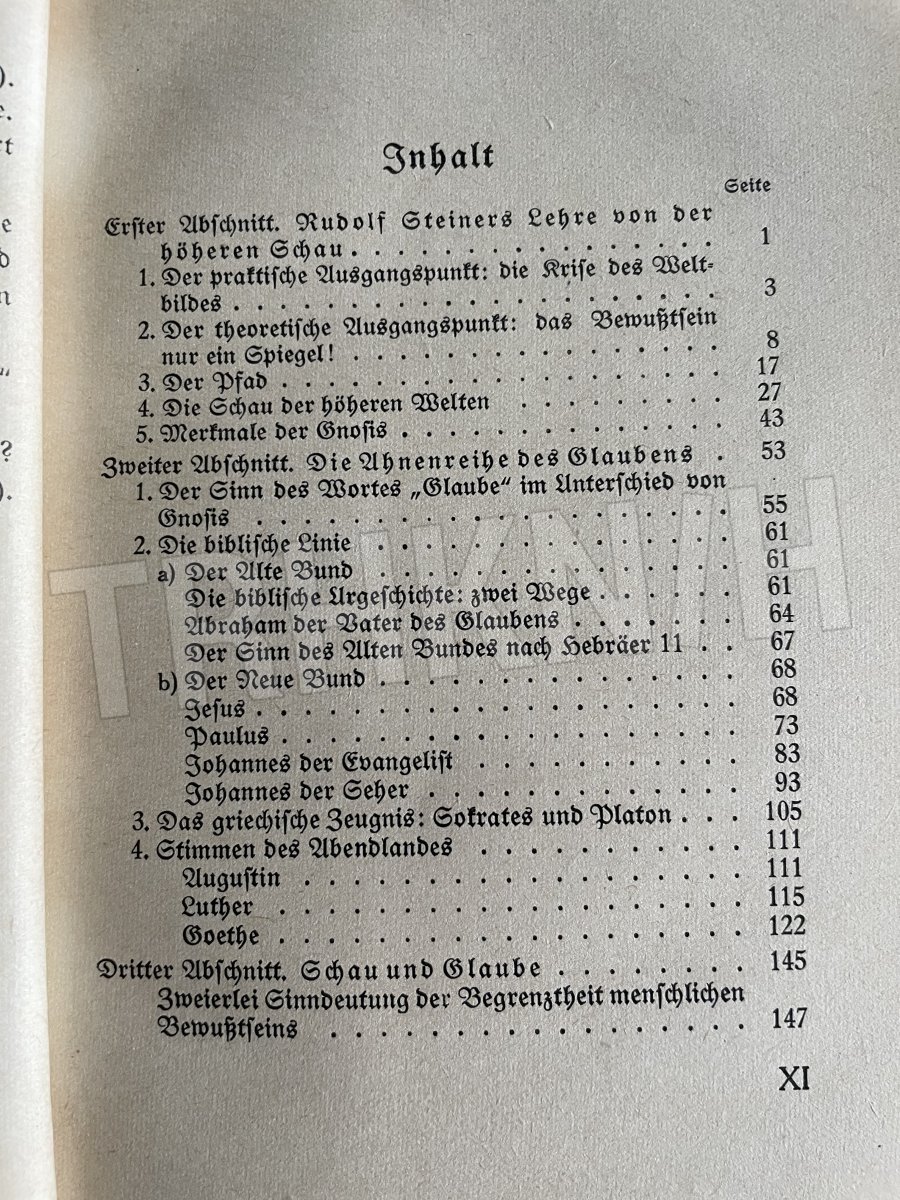 ).
e.
rt
e
d
n
"
?
).
Inhalt
Seite
Erster Abschnitt. Rudolf Steiners Lehre von der
höheren Schau . . . . . . . . . . . . . . . 1
1. Der praktische Ausgangspunkt: die Krise des Welt-
bildes . . . . . . . . . . . . . . . . . . . . 3
2. Der theoretische Ausgangspunkt: das Bewußtsein
nur ein Spiegel! . . . . . . . . . . . . . . . 8
3. Der Pfad . . . . . . . . . . . . . . . . . . 17
4. Die Schau der höheren Welten . . . . . . . . . 27
5. Merkmale der Gnosis . . . . . . . . . . . . . 43
Zweiter Abschnitt. Die Ahnenreihe des Glaubens . 53
1. Der Sinn des Wortes „Glaube“ im Unterschied von
Gnosis . . . . . . . . . . . . . . . . . . . 55
2. Die biblische Linie . . . . . . . . . . . . . . 61
a) Der Alte Bund . . . . . . . . . . . . . . 61
Die biblische Urgeschichte: zwei Wege . . . . . . 61
Abraham der Vater des Glaubens . . . . . . . 64
Der Sinn des Alten Bundes nach Hebräer 11 . . 67
b) Der Neue Bund . . . . . . . . . . . . . . 68
Jesus . . . . . . . . . . . . . . . . . . . . 68
Paulus . . . . . . . . . . . . . . . . . . . 73
Johannes der Evangelist . . . . . . . . . . . 83
Johannes der Seher . . . . . . . . . . . . . 93
3. Das griechische Zeugnis: Sokrates und Platon . . . 105
4. Stimmen des Abendlandes . . . . . . . . . . . 111
Augustin . . . . . . . . . . . . . . . . . . 111
Luther . . . . . . . . . . . . . . . . . . . 115
Goethe . . . . . . . . . . . . . . . . . . . 122
Dritter Abschnitt. Schau und Glaube . . . . . . . . 145
Zweierlei Sinndeutung der Begrenztheit menschlichen
Bewußtseins . . . . . . . . . . . . . . . . . 147
XI